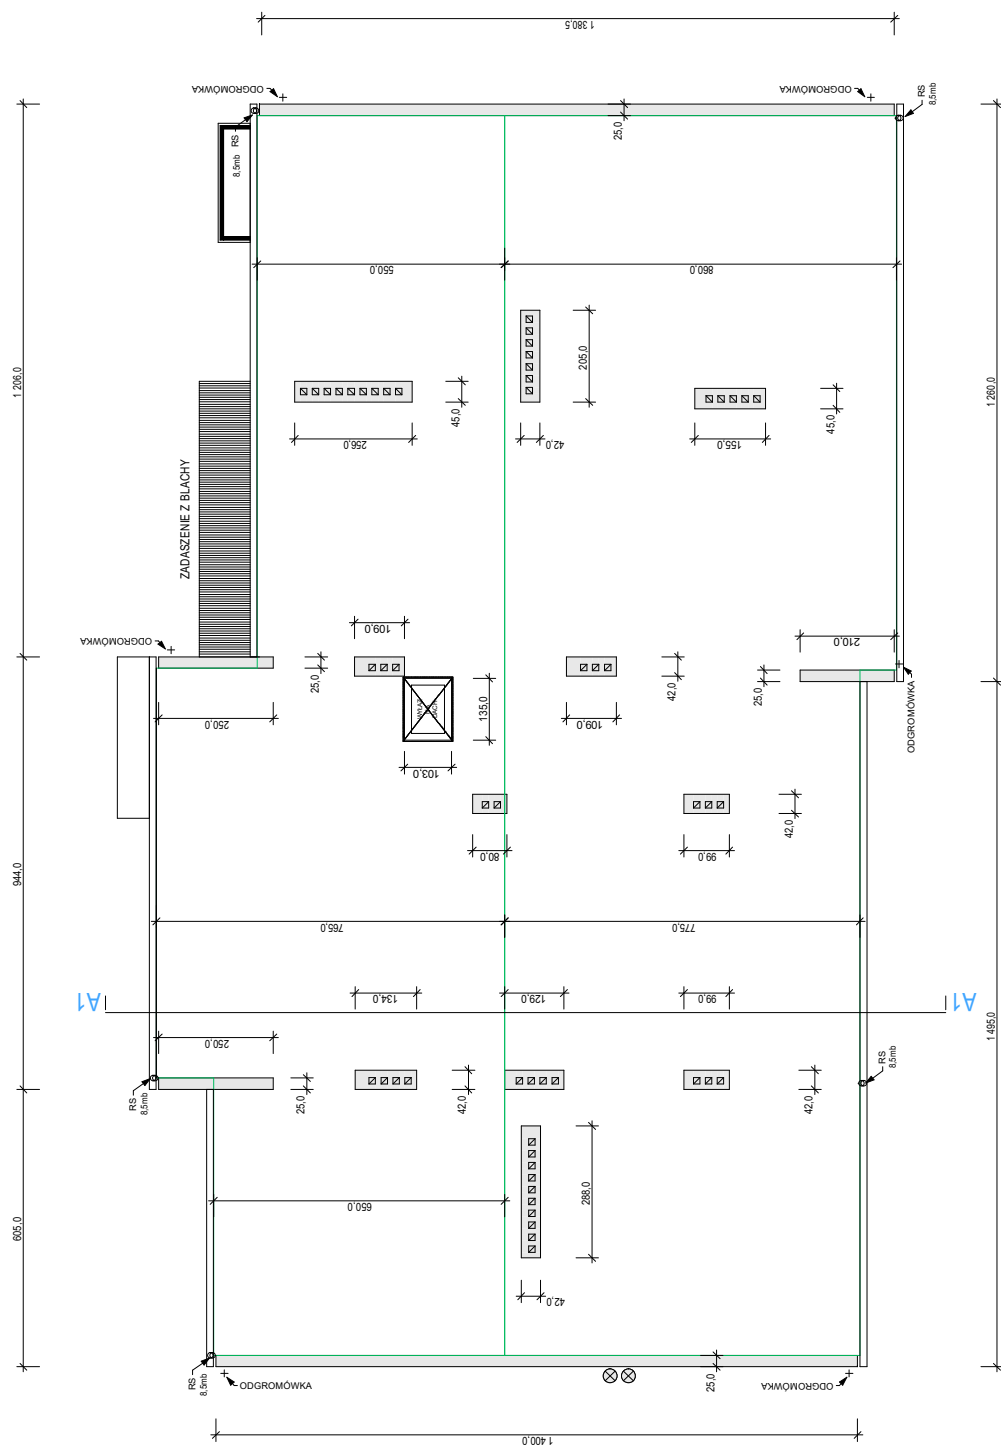 1 380,5
ODGROMÓWKA
ODGROMÓWKA
RS
8,5mb
RS
8,5mb
25,0
550,0
860,0
1 206,0
1 260,0
205,0
45,0
45,0
256,0
42,0
155,0
ZADASZENIE Z BLACHY
ODGROMÓWKA
109,0
210,0
25,0
42,0
25,0
135,0
WYŁAZ
DACH
250,0
109,0
ODGROMÓWKA
103,0
42,0
80,0
99,0
944,0
765,0
775,0
A1
134,0
129,0
99,0
A1
1 495,0
250,0
RS
8,5mb
25,0
42,0
42,0
RS
8,5mb
288,0
650,0
605,0
42,0
RS
8,5mb
ODGROMÓWKA
25,0
ODGROMÓWKA
1 400,0